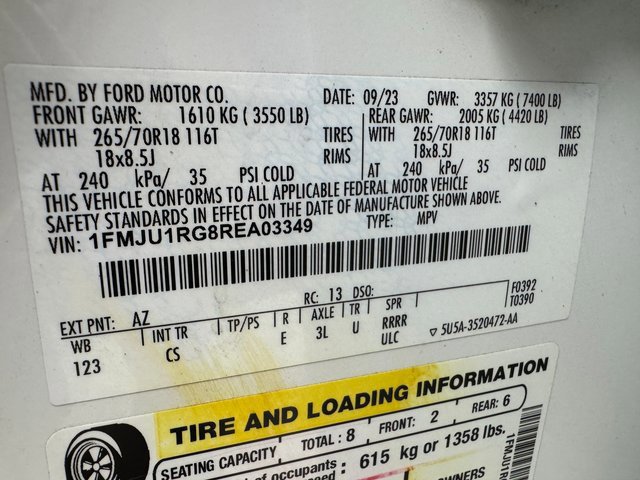 MFD. BY FORD MOTOR CO. DATE: 09/23 GVWR: 3357 KG ( 7400 LB)
FRONT GAWR: 1610 KG ( 3550 LB) REAR GAWR: 2005 KG ( 4420 LB)
WITH 265/70R18 116T TIRES WITH 265/70R18 116T TIRES
18x8.5J RIMS 18x8.5J RIMS
AT 240 kPa/ 35 PSI COLD AT 240 kPa/ 35 PSI COLD
THIS VEHICLE CONFORMS TO ALL APPLICABLE FEDERAL MOTOR VEHICLE
SAFETY STANDARDS IN EFFECT ON THE DATE OF MANUFACTURE SHOWN ABOVE.
VIN: 1FMJU1RG8REA03349 TYPE: MPV
F0392
T0390
EXT PNT: AZ RC: 13 DSO:
WB INT TR TP/PS R AXLE TR SPR
123 CS E 3L U RRRR
ULC ▽ 5U5A-3520472-AA
TIRE AND LOADING INFORMATION
SEATING CAPACITY TOTAL : 8 FRONT: 2 REAR: 6
of occupants : 615 kg or 1358 lbs.
OWNERS
1FMJU1R